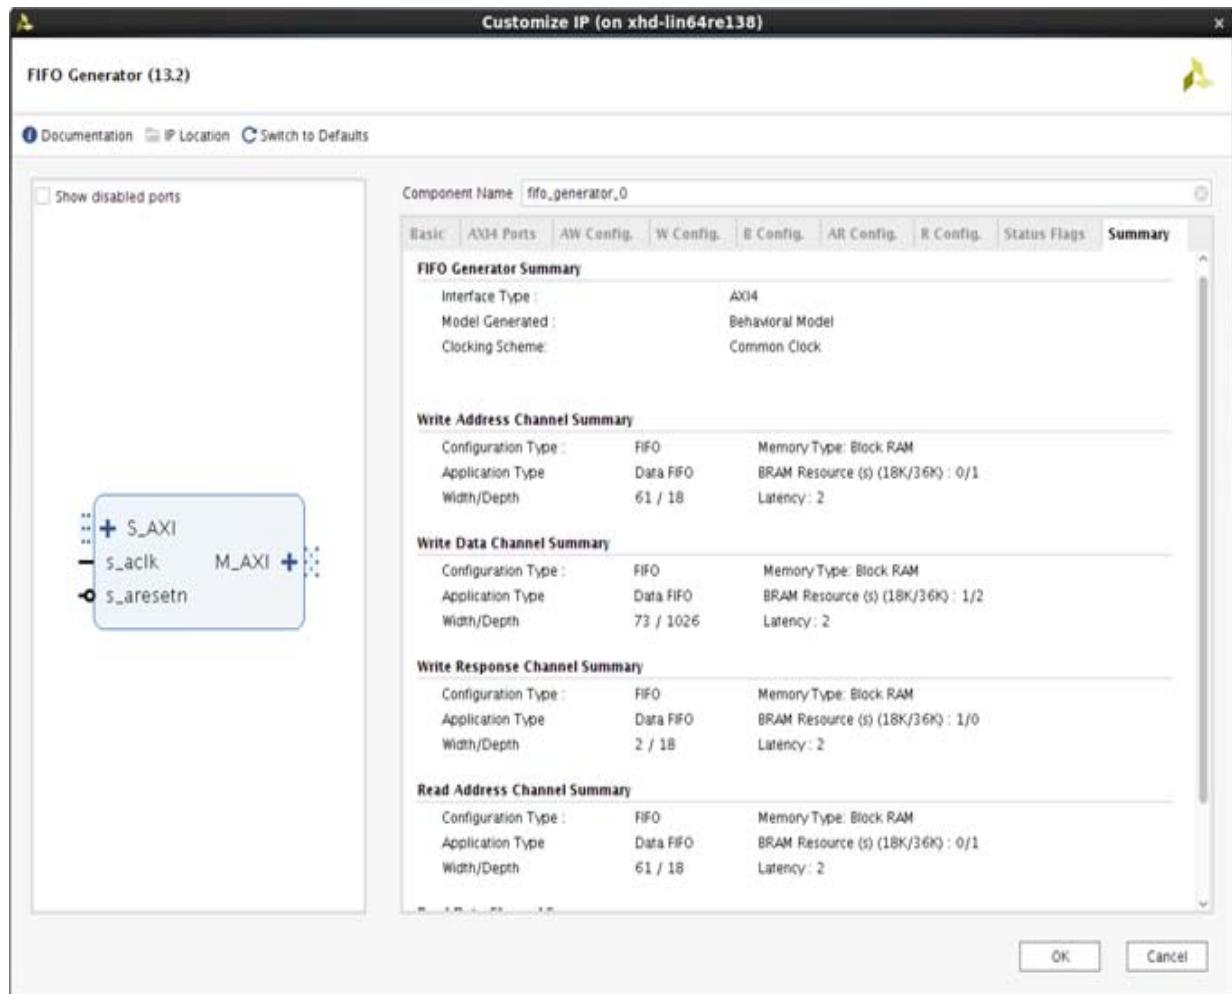 Customize IP (on xhd-lin64re138)
FIFO Generator (13.2)
Documentation IP Location Switch to Defaults
Show disabled ports
Component Name fifo_generator_0
Basic AXI4 Ports AW Config. W Config. B Config. AR Config. R Config. Status Flags Summary
FIFO Generator Summary
Interface Type : AXI4
Model Generated : Behavioral Model
Clocking Scheme: Common Clock
Write Address Channel Summary
Configuration Type : FIFO Memory Type: Block RAM
Application Type Data FIFO BRAM Resource (s) (18K/36K) : 0/1
Width/Depth 61 / 18 Latency : 2
S_AXI
s_aclk M_AXI
s_aresetn
Write Data Channel Summary
Configuration Type : FIFO Memory Type: Block RAM
Application Type Data FIFO BRAM Resource (s) (18K/36K) : 1/2
Width/Depth 73 / 1026 Latency : 2
Write Response Channel Summary
Configuration Type : FIFO Memory Type: Block RAM
Application Type Data FIFO BRAM Resource (s) (18K/36K) : 1/0
Width/Depth 2 / 18 Latency : 2
Read Address Channel Summary
Configuration Type : FIFO Memory Type: Block RAM
Application Type Data FIFO BRAM Resource (s) (18K/36K) : 0/1
Width/Depth 61 / 18 Latency : 2
OK Cancel